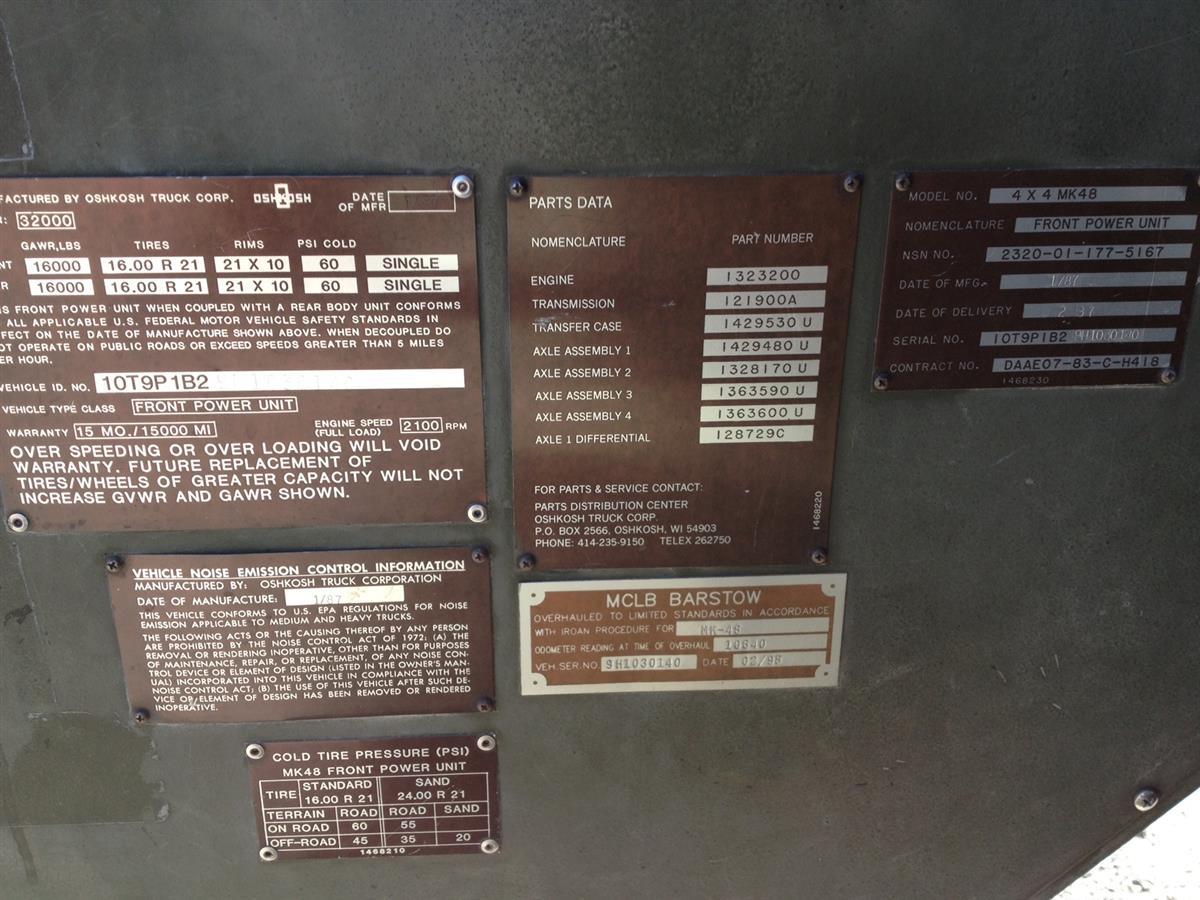 FACTURED BY OSHKOSH TRUCK CORP. OSHKOSH DATE OF MFR
R: 32000
GAWR,LBS TIRES RIMS PSI COLD
NT 16000 16.00 R 21 21 X 10 60 SINGLE
R 16000 16.00 R 21 21 X 10 60 SINGLE
IS FRONT POWER UNIT WHEN COUPLED WITH A REAR BODY UNIT CONFORMS
ALL APPLICABLE U.S. FEDERAL MOTOR VEHICLE SAFETY STANDARDS IN
FECT ON THE DATE OF MANUFACTURE SHOWN ABOVE. WHEN DECOUPLED DO
OT OPERATE ON PUBLIC ROADS OR EXCEED SPEEDS GREATER THAN 5 MILES
ER HOUR.
VEHICLE ID. NO. 10T9P1B2
VEHICLE TYPE CLASS FRONT POWER UNIT
WARRANTY 15 MO./15000 MI ENGINE SPEED (FULL LOAD) 2100 RPM
OVER SPEEDING OR OVER LOADING WILL VOID
WARRANTY. FUTURE REPLACEMENT OF
TIRES/WHEELS OF GREATER CAPACITY WILL NOT
INCREASE GVWR AND GAWR SHOWN.
PARTS DATA
NOMENCLATURE PART NUMBER
ENGINE 1323200
TRANSMISSION 121900A
TRANSFER CASE 1429530 U
AXLE ASSEMBLY 1 1429480 U
AXLE ASSEMBLY 2 1328170 U
AXLE ASSEMBLY 3 1363590 U
AXLE ASSEMBLY 4 1363600 U
AXLE 1 DIFFERENTIAL 128729C
FOR PARTS & SERVICE CONTACT:
PARTS DISTRIBUTION CENTER
OSHKOSH TRUCK CORP.
P.O. BOX 2566, OSHKOSH, WI 54903
PHONE: 414-235-9150 TELEX 262750
1468220
MODEL NO. 4 X 4 MK48
NOMENCLATURE FRONT POWER UNIT
NSN NO. 2320-01-177-5167
DATE OF MFG. 1/87
DATE OF DELIVERY 2 87
SERIAL NO. 10T9P1B2 9H1030140
CONTRACT NO. DAAE07-83-C-H418
1468230
VEHICLE NOISE EMISSION CONTROL INFORMATION
MANUFACTURED BY: OSHKOSH TRUCK CORPORATION
DATE OF MANUFACTURE: 1/87
THIS VEHICLE CONFORMS TO U.S. EPA REGULATIONS FOR NOISE
EMISSION APPLICABLE TO MEDIUM AND HEAVY TRUCKS.
THE FOLLOWING ACTS OR THE CAUSING THEREOF BY ANY PERSON
ARE PROHIBITED BY THE NOISE CONTROL ACT OF 1972: (A) THE
REMOVAL OR RENDERING INOPERATIVE, OTHER THAN FOR PURPOSES
OF MAINTENANCE, REPAIR, OR REPLACEMENT, OF ANY NOISE CON-
TROL DEVICE OR ELEMENT OF DESIGN (LISTED IN THE OWNER'S MAN-
UAL) INCORPORATED INTO THIS VEHICLE IN COMPLIANCE WITH THE
NOISE CONTROL ACT; (B) THE USE OF THIS VEHICLE AFTER SUCH DE-
VICE OR ELEMENT OF DESIGN HAS BEEN REMOVED OR RENDERED
INOPERATIVE.
MCLB BARSTOW
OVERHAULED TO LIMITED STANDARDS IN ACCORDANCE
WITH IROAN PROCEDURE FOR MK-48
ODOMETER READING AT TIME OF OVERHAUL 10640
VEH.SER.NO. 9H1030140 DATE 02/98
COLD TIRE PRESSURE (PSI)
MK48 FRONT POWER UNIT
TIRE STANDARD 16.00 R 21 SAND 24.00 R 21
TERRAIN ROAD ROAD SAND
ON ROAD 60 55
OFF-ROAD 45 35 20
1468210